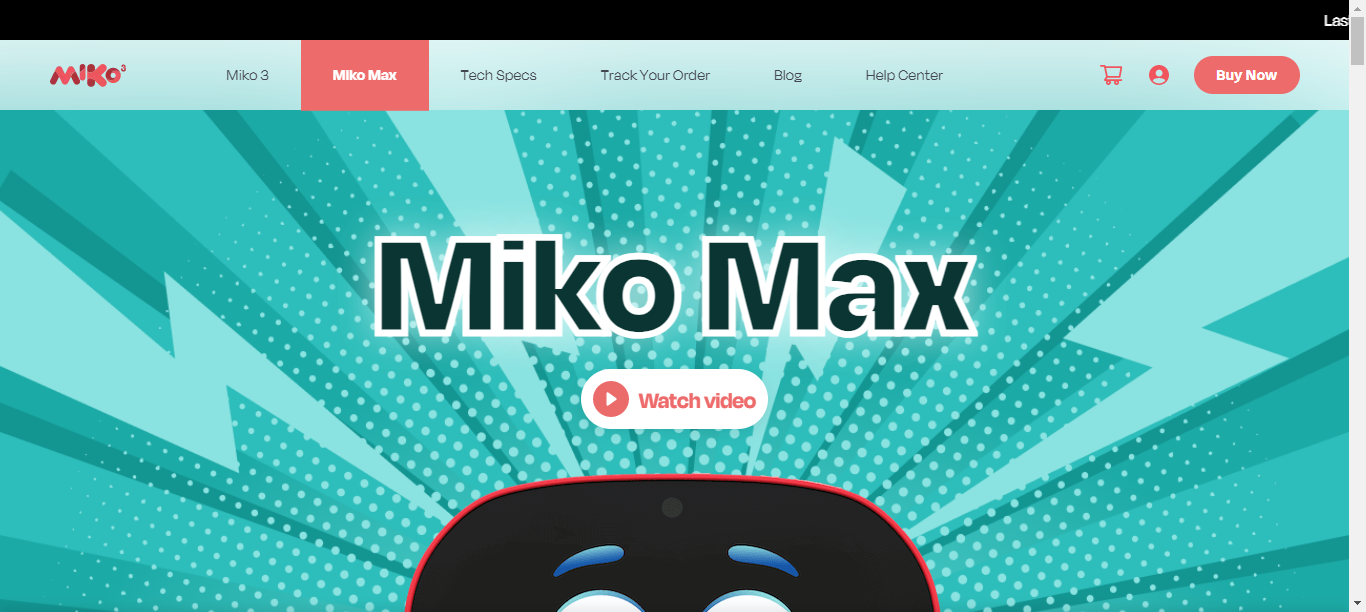 Las
MIKO3
Miko 3
MIko Max
Tech Specs
Track Your Order
Blog
Help Center
Buy Now
Miko Max
Watch video